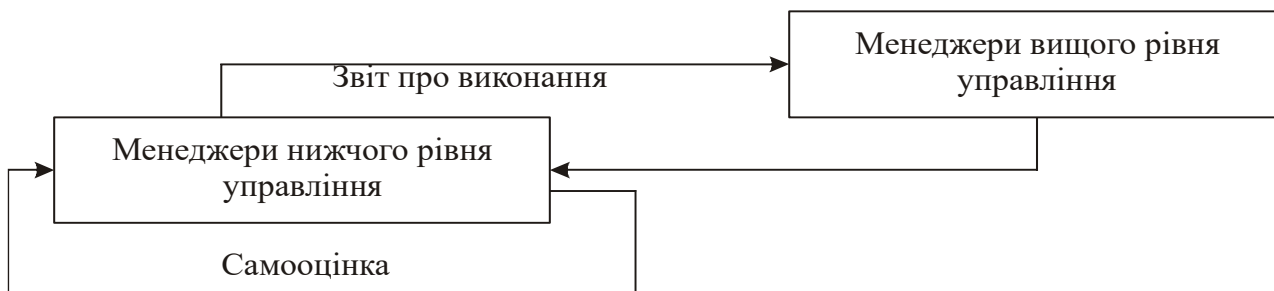 Менеджери вищого рівня
управління
Звіт про виконання
Менеджери нижчого рівня
управління
Самооцінка